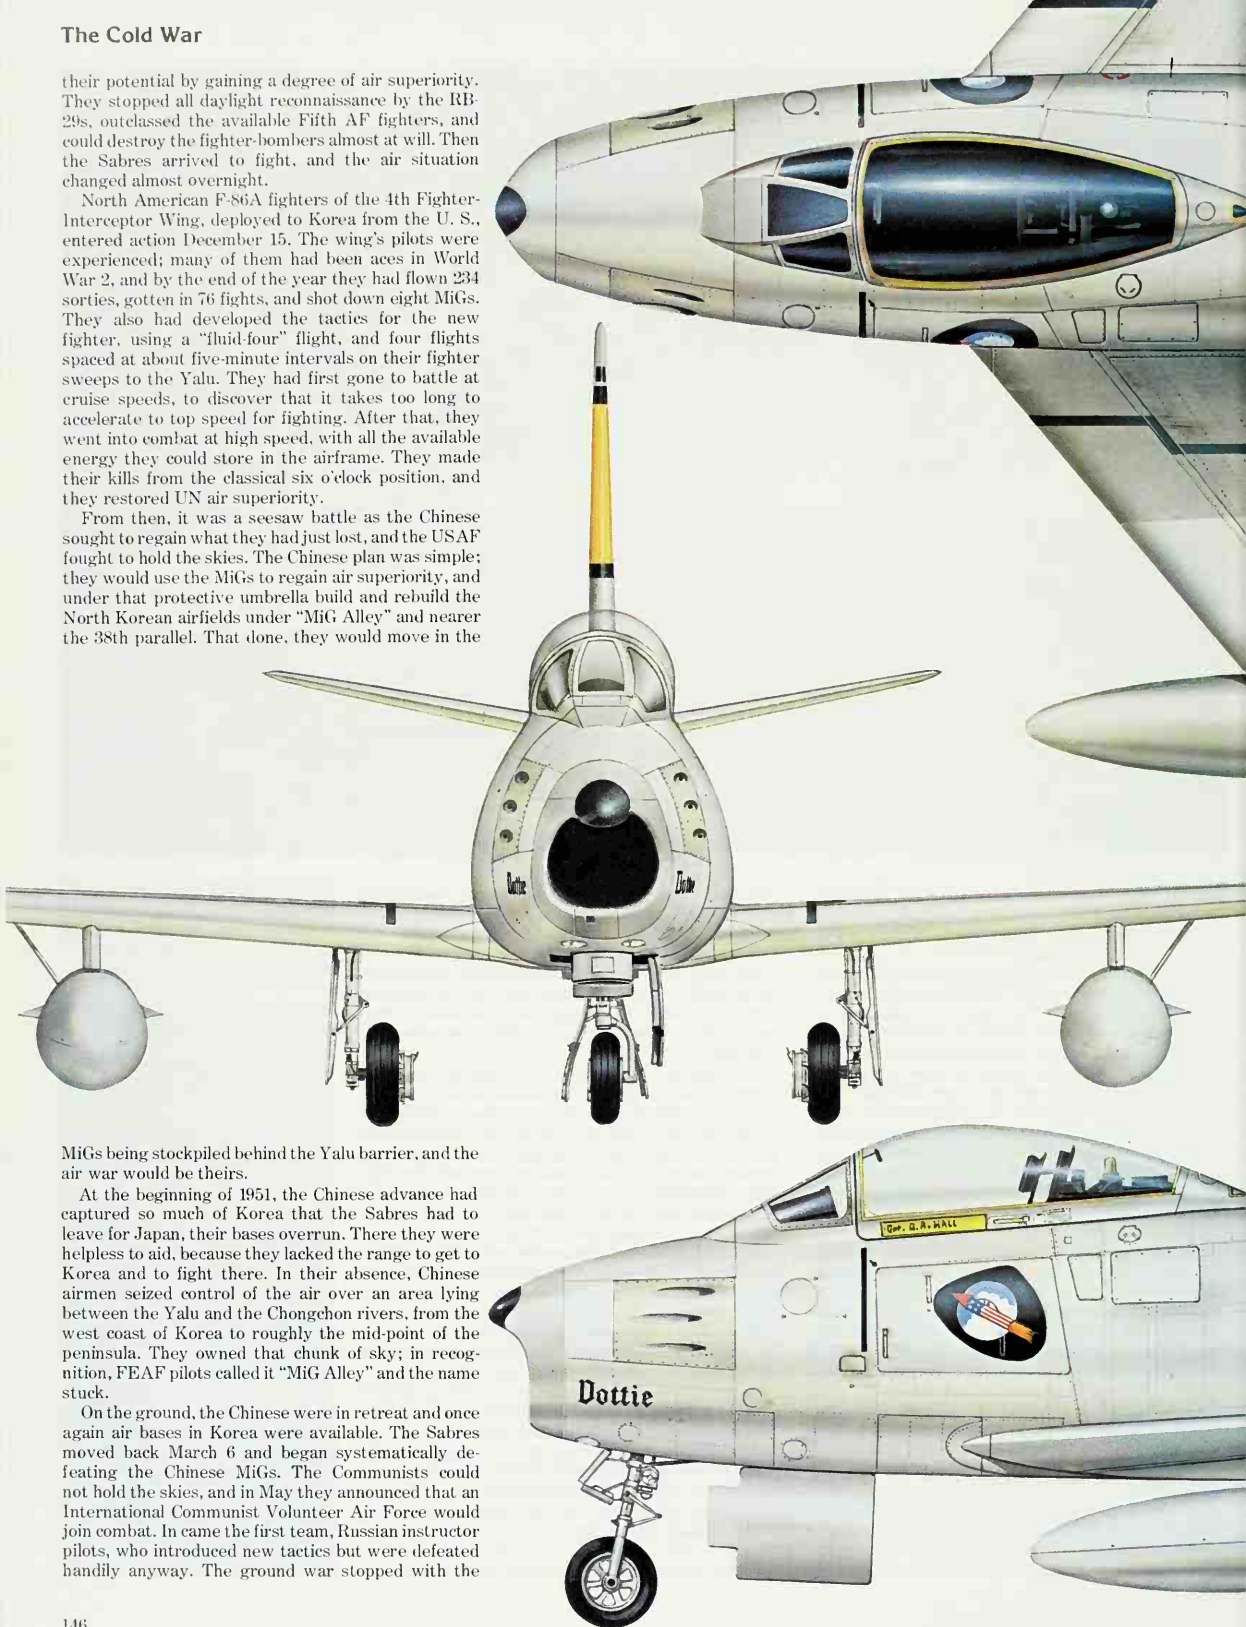 The Cold War
their potential by gaining a degree of air superiority.
They stopped all daylight reconnaissance by the RB-
29s, outclassed the available Fifth AF fighters, and
could destroy the fighter-bombers almost at will. Then
the Sabres arrived to fight, and the air situation
changed almost overnight.
North American F-86A fighters of the 4th Fighter-
Interceptor Wing, deployed to Korea from the U. S.,
entered action December 15. The wing's pilots were
experienced; many of them had been aces in World
War 2, and by the end of the year they had flown 234
sorties, gotten in 76 fights, and shot down eight MiGs.
They also had developed the tactics for the new
fighter, using a "fluid-four" flight, and four flights
spaced at about five-minute intervals on their fighter
sweeps to the Yalu. They had first gone to battle at
cruise speeds, to discover that it takes too long to
accelerate to top speed for fighting. After that, they
went into combat at high speed, with all the available
energy they could store in the airframe. They made
their kills from the classical six o'clock position, and
they restored UN air superiority.
From then, it was a seesaw battle as the Chinese
sought to regain what they had just lost, and the USAF
fought to hold the skies. The Chinese plan was simple;
they would use the MiGs to regain air superiority, and
under that protective umbrella build and rebuild the
North Korean airfields under "MiG Alley" and nearer
the 38th parallel. That done, they would move in the
Dottie
Dottie
MiGs being stockpiled behind the Yalu barrier, and the
air war would be theirs.
At the beginning of 1951, the Chinese advance had
captured so much of Korea that the Sabres had to
leave for Japan, their bases overrun. There they were
helpless to aid, because they lacked the range to get to
Korea and to fight there. In their absence, Chinese
airmen seized control of the air over an area lying
between the Yalu and the Chongchon rivers, from the
west coast of Korea to roughly the mid-point of the
peninsula. They owned that chunk of sky; in recog-
nition, FEAF pilots called it "MiG Alley" and the name
stuck.
On the ground, the Chinese were in retreat and once
again air bases in Korea were available. The Sabres
moved back March 6 and began systematically de-
feating the Chinese MiGs. The Communists could
not hold the skies, and in May they announced that an
International Communist Volunteer Air Force would
join combat. In came the first team, Russian instructor
pilots, who introduced new tactics but were defeated
handily anyway. The ground war stopped with the
HALL
Dottie
146